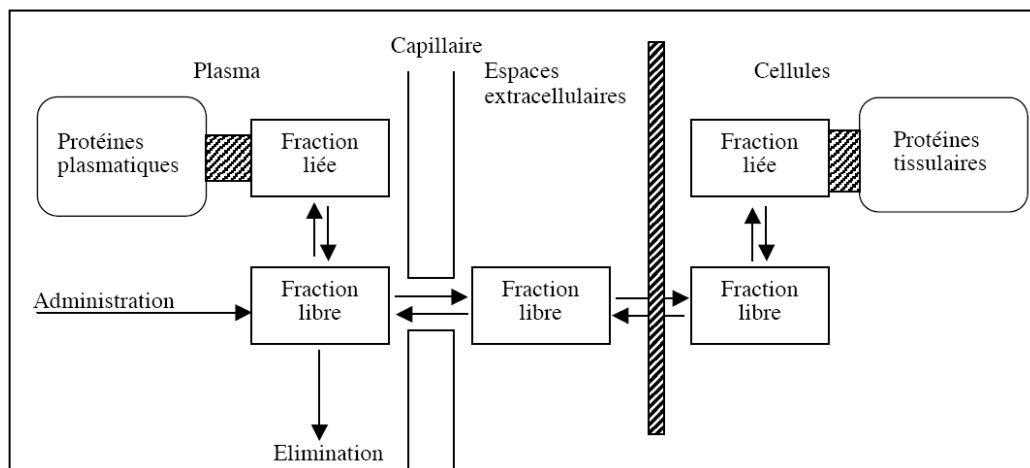 Capillaire
Plasma
Espaces
extracellulaires
Cellules
Protéines
plasmatiques
Fraction
liée
Fraction
liée
Protéines
tissulaires
Administration
Fraction
libre
Fraction
libre
Fraction
libre
Elimination